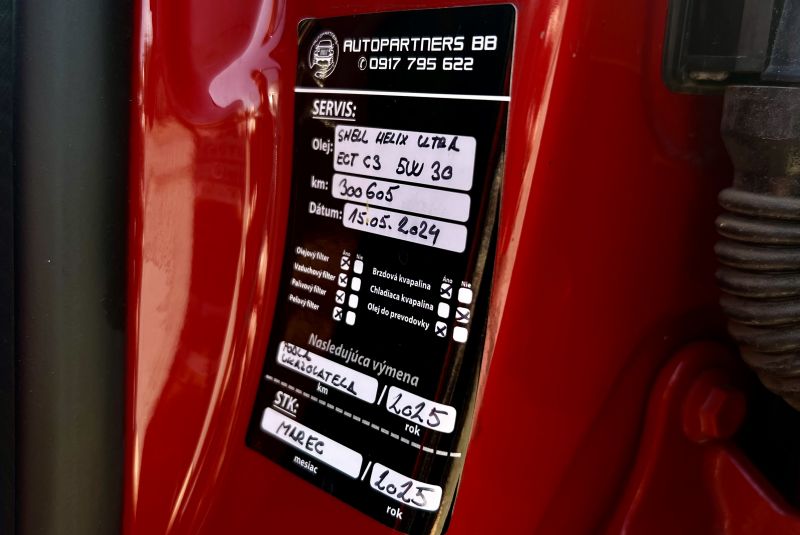 AUTOPARTNERS BB
✆0917 795 622
SERVIS:
Olej: SHELL HELIX ULTRA
ECT C3 5W 30
km: 300605
Dátum: 15.05.2024
Áno Nie
Olejový filter X
Vzduchový filter X
Palivový filter X
Peľový filter X
Áno Nie
Brzdová kvapalina X
Chladiaca kvapalina X
Olej do prevodovky X
Nasledujúca výmena
PODĽA
UKAZOVATEĽA / 2025
km rok
STK:
MAREC / 2025
mesiac rok